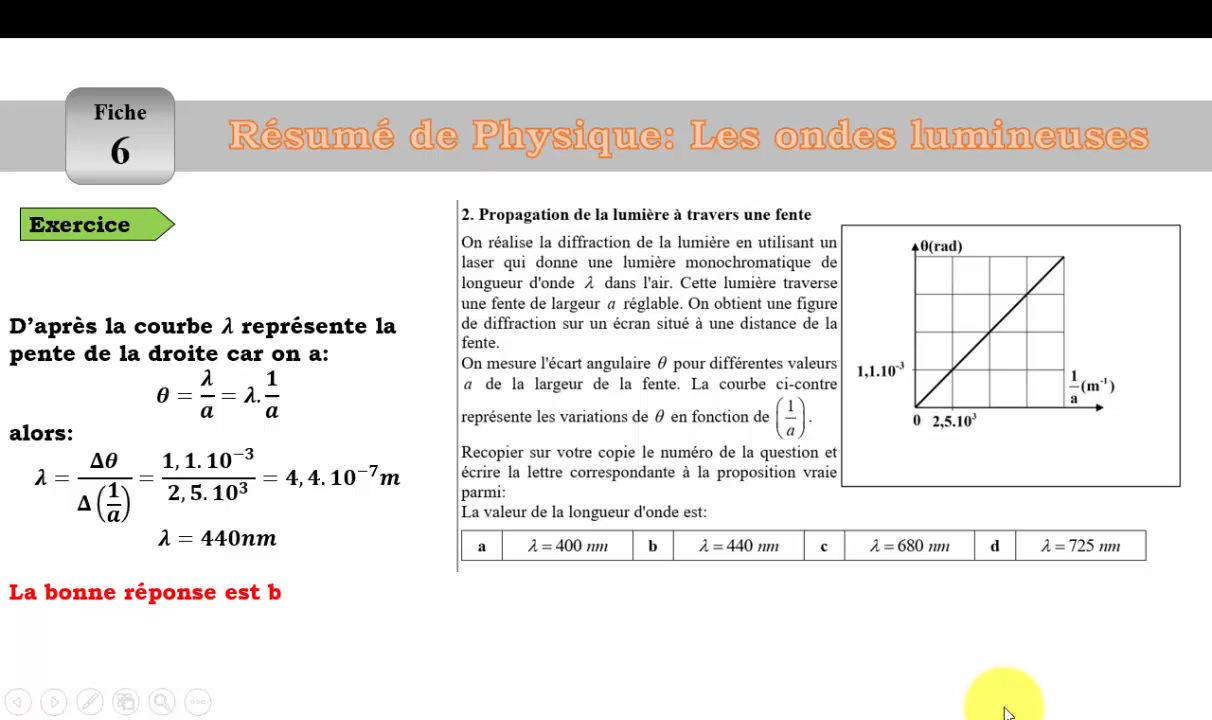 Fiche
6
Résumé de Physique: Les ondes lumineuses
Exercice
D’après la courbe λ représente la
pente de la droite car on a:
θ = λ/a = λ. 1/a
alors:
λ = Δθ/Δ(1/a) = 1,1.10⁻³/2,5.10³ = 4,4.10⁻⁷m
λ = 440nm
La bonne réponse est b
2. Propagation de la lumière à travers une fente
On réalise la diffraction de la lumière en utilisant un
laser qui donne une lumière monochromatique de
longueur d'onde λ dans l'air. Cette lumière traverse
une fente de largeur a réglable. On obtient une figure
de diffraction sur un écran situé à une distance de la
fente.
On mesure l'écart angulaire θ pour différentes valeurs
a de la largeur de la fente. La courbe ci-contre
représente les variations de θ en fonction de (1/a).
Recopier sur votre copie le numéro de la question et
écrire la lettre correspondante à la proposition vraie
parmi:
La valeur de la longueur d'onde est:
a λ = 400 nm b λ = 440 nm c λ = 680 nm d λ = 725 nm
θ(rad)
1,1.10⁻³
1/a (m⁻¹)
0 2,5.10³